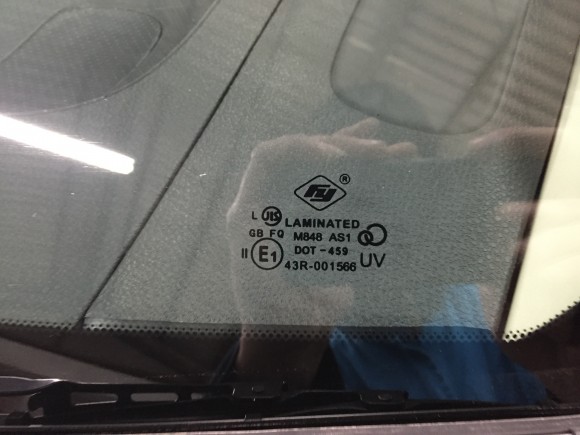 FY ®
L JIS LAMINATED
GB FQ M848 AS1
DOT-459
II E1 43R-001566 UV